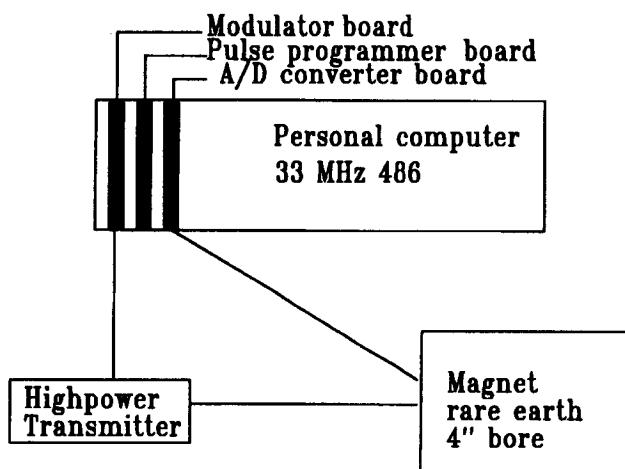 Modulator board
Pulse programmer board
A/D converter board
Personal computer
33 MHz 486
Highpower
Transmitter
Magnet
rare earth
4" bore